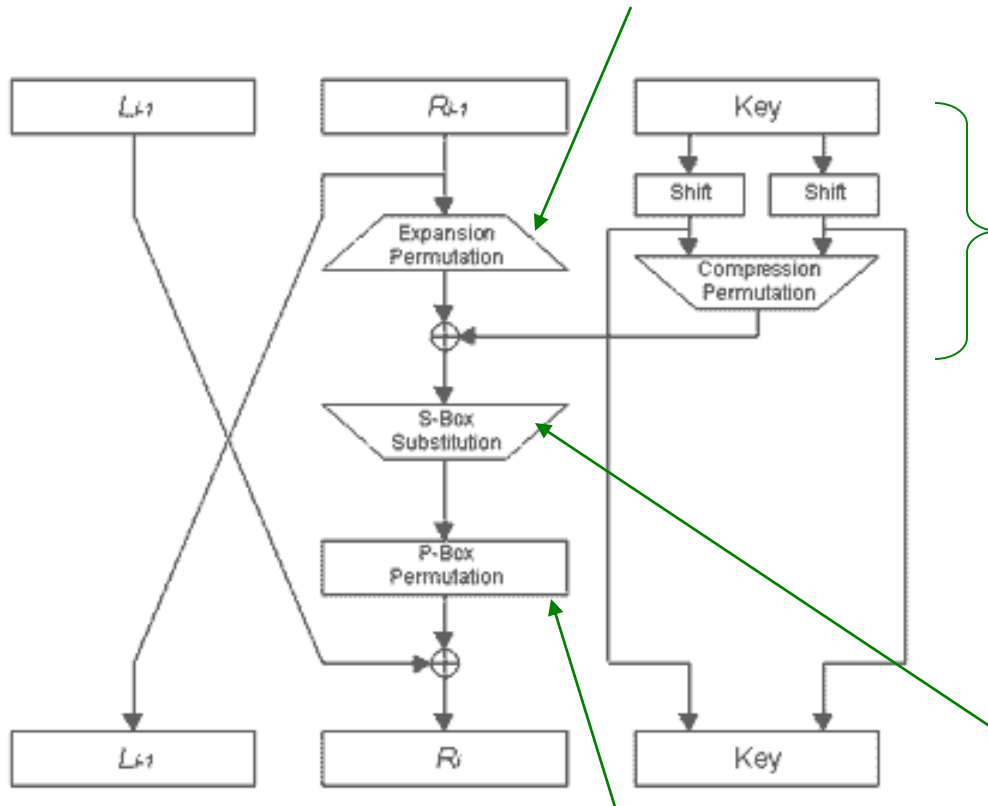 Li-1
Ri-1
Key
Shift
Shift
Expansion
Permutation
Compression
Permutation
S-Box
Substitution
P-Box
Permutation
Li-1
Ri
Key